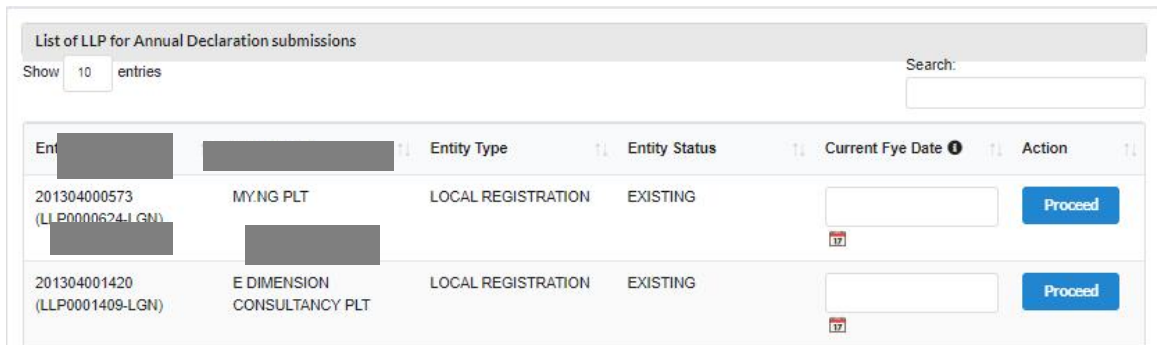 List of LLP for Annual Declaration submissions
Show 10 entries
Search:
Entity Type Entity Status Current Fye Date Action
201304000573 MY.NG PLT LOCAL REGISTRATION EXISTING Proceed
(LLP0000624-LGN)
17
201304001420 E DIMENSION LOCAL REGISTRATION EXISTING Proceed
(LLP0001409-LGN) CONSULTANCY PLT
17